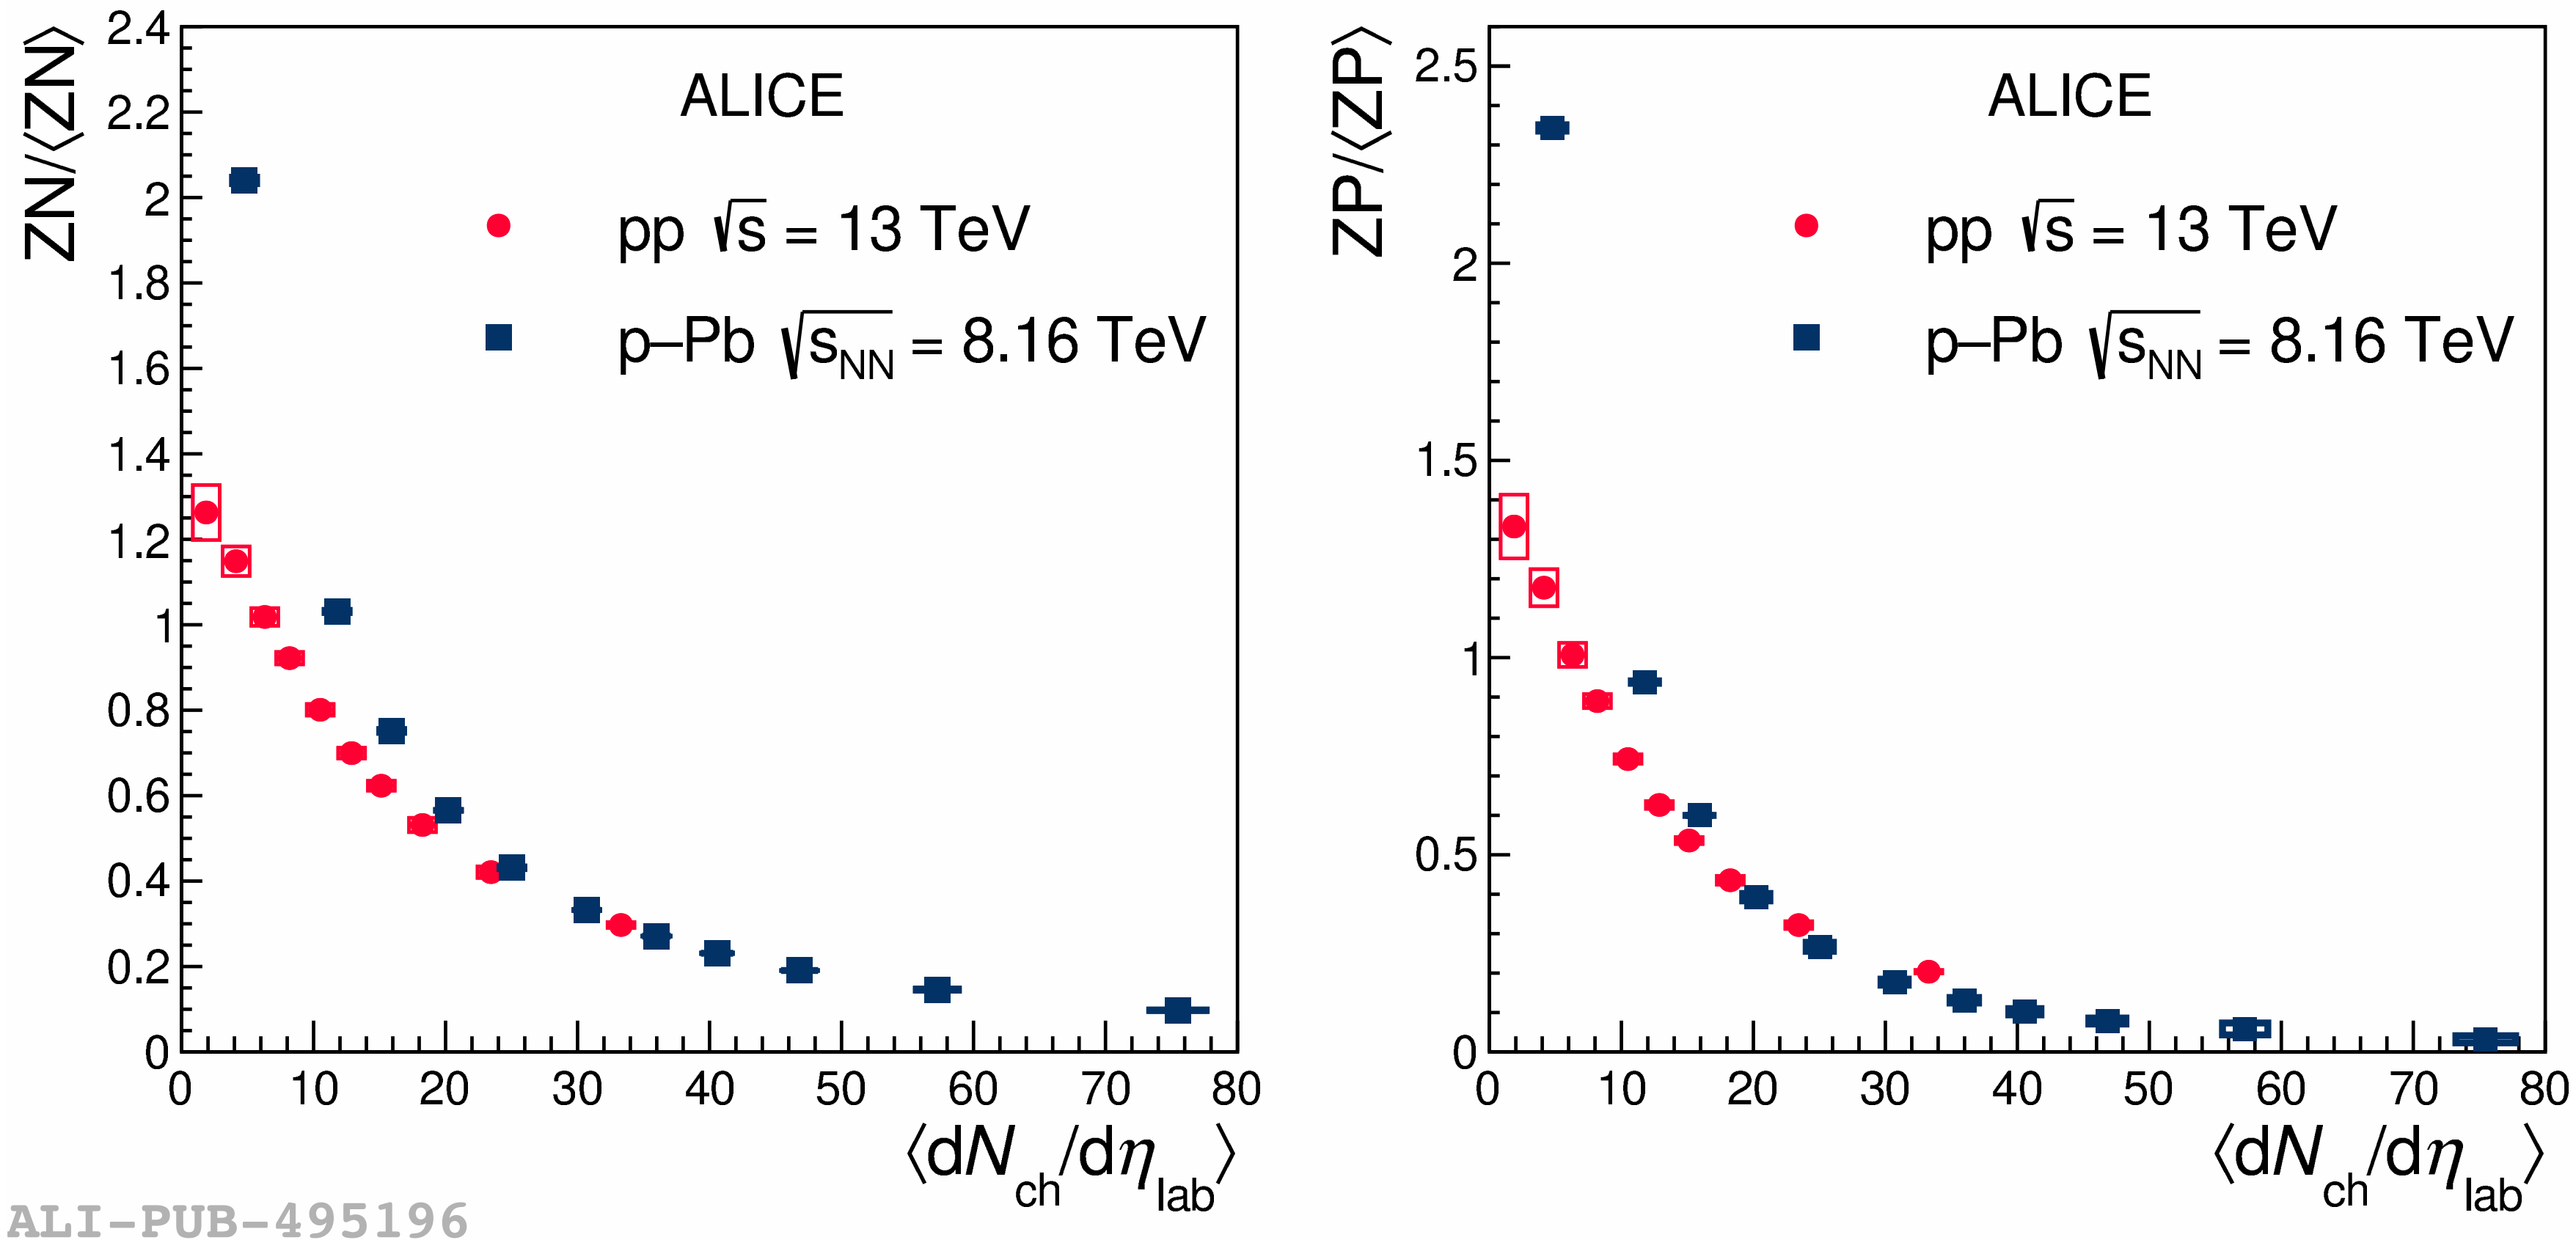 ZN/⟨ZN⟩
2.4
2.2
2
1.8
1.6
1.4
1.2
1
0.8
0.6
0.4
0.2
0
ALICE
pp √s = 13 TeV
p–Pb √sNN = 8.16 TeV
0 10 20 30 40 50 60 70 80
⟨dNch/dηlab⟩
ZP/⟨ZP⟩
2.5
2
1.5
1
0.5
0
ALICE
pp √s = 13 TeV
p–Pb √sNN = 8.16 TeV
0 10 20 30 40 50 60 70 80
⟨dNch/dηlab⟩
ALI-PUB-495196